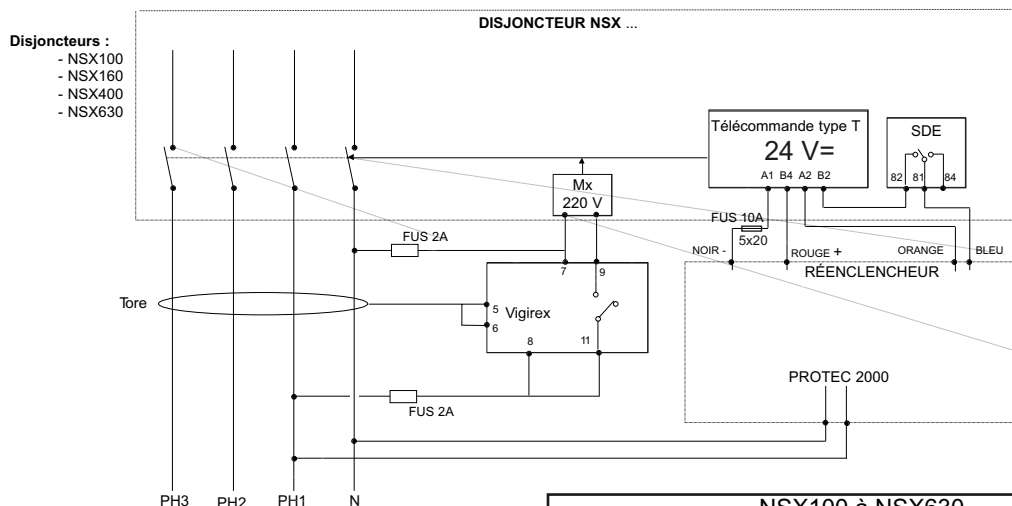 DISJONCTEUR NSX ...
Disjoncteurs :
- NSX100
- NSX160
- NSX400
- NSX630
Télécommande type T
24 V=
A1 B4 A2 B2
SDE
82 81 84
Mx
220 V
FUS 10A
5x20
FUS 2A
NOIR -
ROUGE +
ORANGE
BLEU
RÉENCLENCHEUR
7 9
Tore
5
6
Vigirex
8 11
PROTEC 2000
FUS 2A
PH3 PH2 PH1 N
NSX100 à NSX630